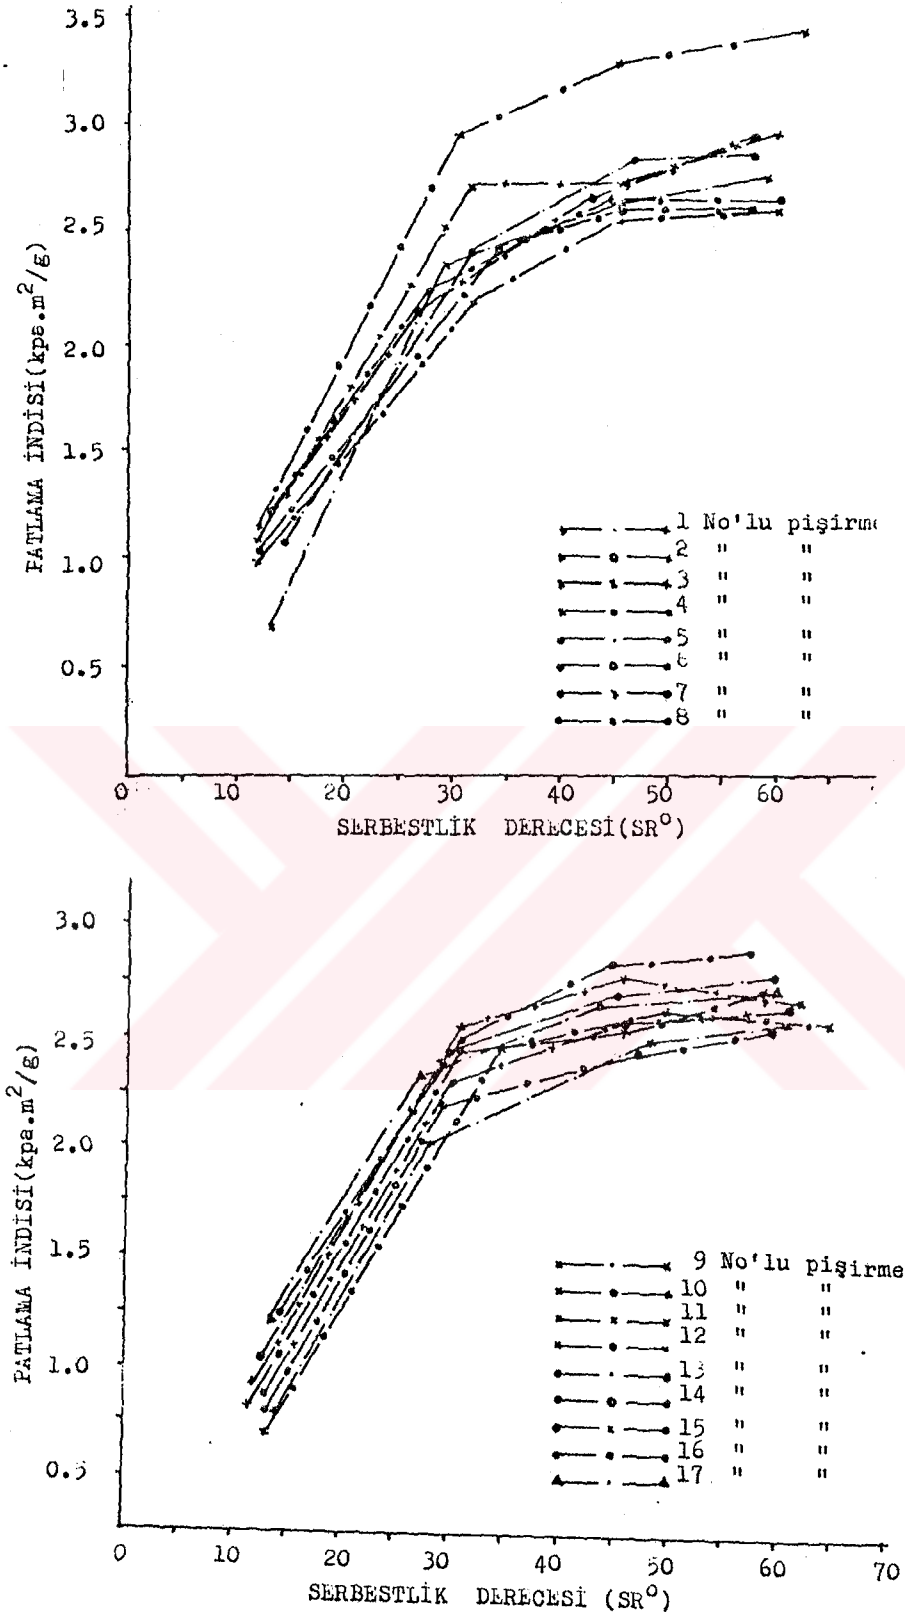 3.5
3.0
2.5
2.0
1.5
1.0
0.5
PATLAMA İNDİSİ(kpa.m²/g)
1 No'lu pişirme
2 " "
3 " "
4 " "
5 " "
6 " "
7 " "
8 " "
0 10 20 30 40 50 60
SERBESTLİK DERECESİ(SR⁰)
3.0
2.5
2.0
1.5
1.0
0.5
PATLAMA İNDİSİ(kpa.m²/g)
9 No'lu pişirme
10 " "
11 " "
12 " "
13 " "
14 " "
15 " "
16 " "
17 " "
0 10 20 30 40 50 60 70
SERBESTLİK DERECESİ (SR⁰)